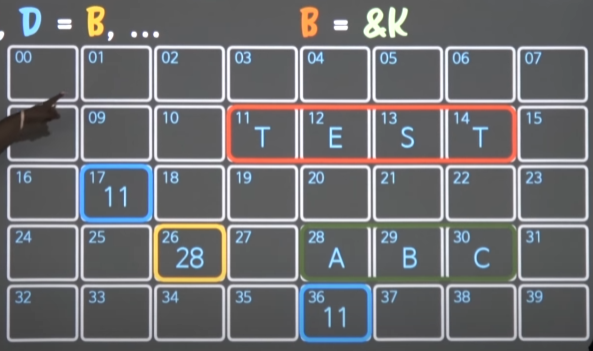 , D = B, ... B = &K
00 01 02 03 04 05 06 07
09 10 11 T 12 E 13 S 14 T 15
16 17 11 18 19 20 21 22 23
24 25 26 28 27 28 A 29 B 30 C 31
32 33 34 35 36 11 37 38 39